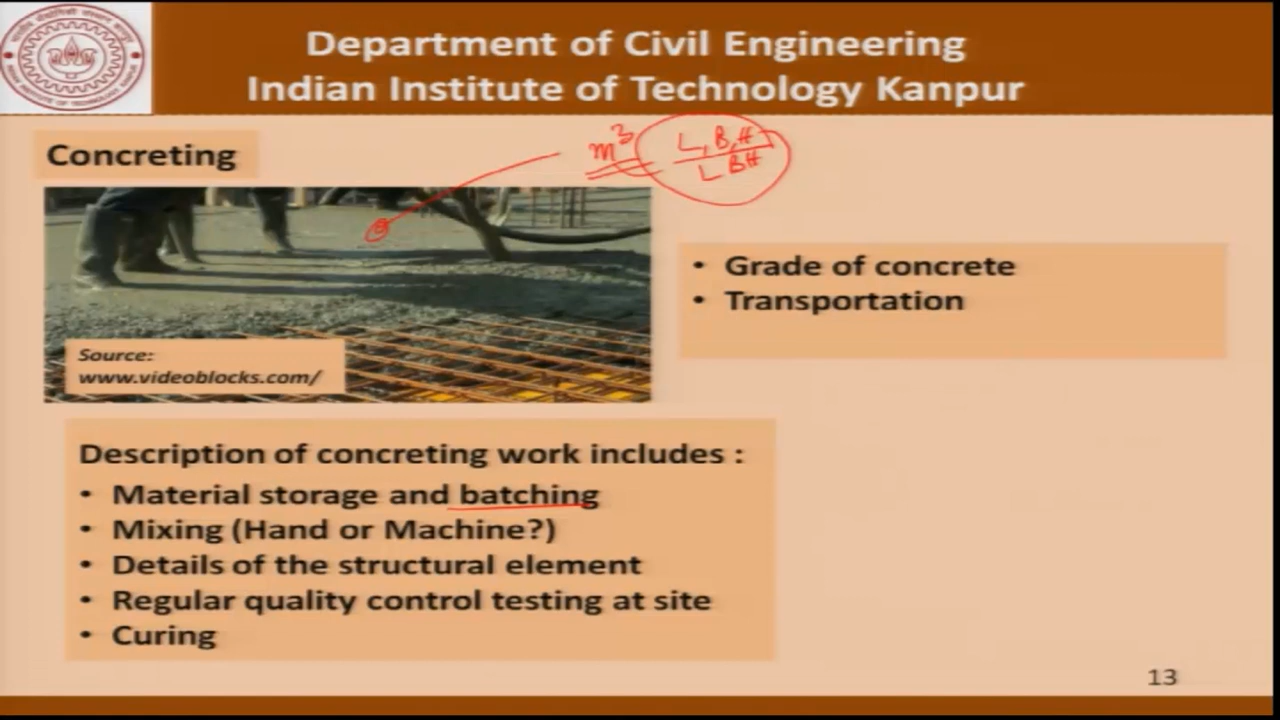 Department of Civil Engineering
Indian Institute of Technology Kanpur
Concreting
m³ L, B, H
L B H
Source:
www.videoblocks.com/
• Grade of concrete
• Transportation
Description of concreting work includes :
• Material storage and batching
• Mixing (Hand or Machine?)
• Details of the structural element
• Regular quality control testing at site
• Curing
13